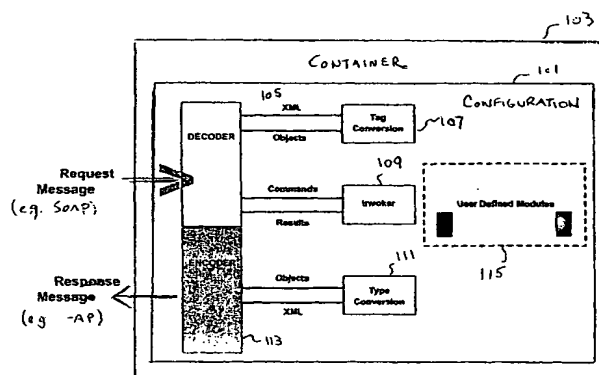 103
CONTAINER
101
CONFIGURATION
105
XML
Tag
Conversion
107
DECODER
Objects
Request
Message
(e.g. SOAP)
109
Commands
Invoker
Results
User Defined Modules
115
ENCODER
111
Objects
Type
Conversion
XML
Response
Message
(e.g -AP)
113